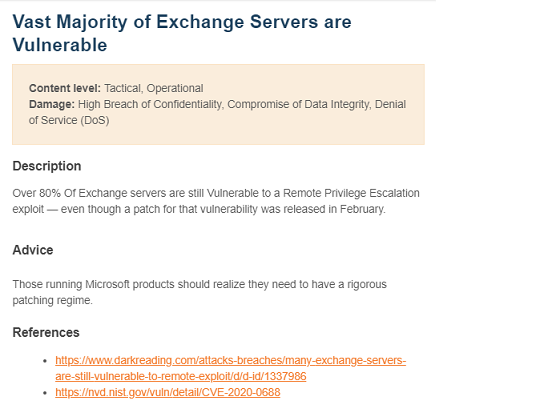 Vast Majority of Exchange Servers are
Vulnerable
Content level: Tactical, Operational
Damage: High Breach of Confidentiality, Compromise of Data Integrity, Denial
of Service (DoS)
Description
Over 80% Of Exchange servers are still Vulnerable to a Remote Privilege Escalation
exploit — even though a patch for that vulnerability was released in February.
Advice
Those running Microsoft products should realize they need to have a rigorous
patching regime.
References
https://www.darkreading.com/attacks-breaches/many-exchange-servers-
are-still-vulnerable-to-remote-exploit/d/d-id/1337986
https://nvd.nist.gov/vuln/detail/CVE-2020-0688